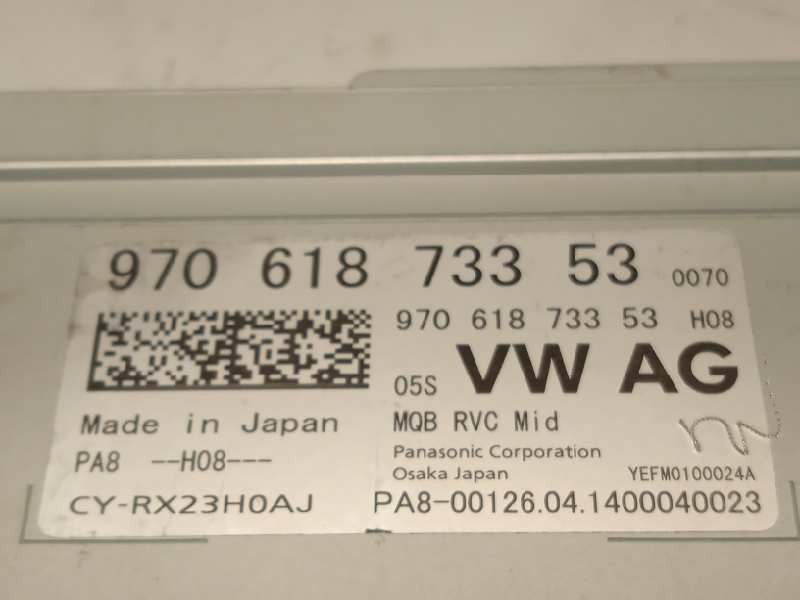 970 618 733 53 0070
970 618 733 53 H08
05S VW AG
Made in Japan
MQB RVC Mid
PA8 --H08---
Panasonic Corporation
Osaka Japan
YEFM0100024A
CY-RX23H0AJ
PA8-00126.04.1400040023